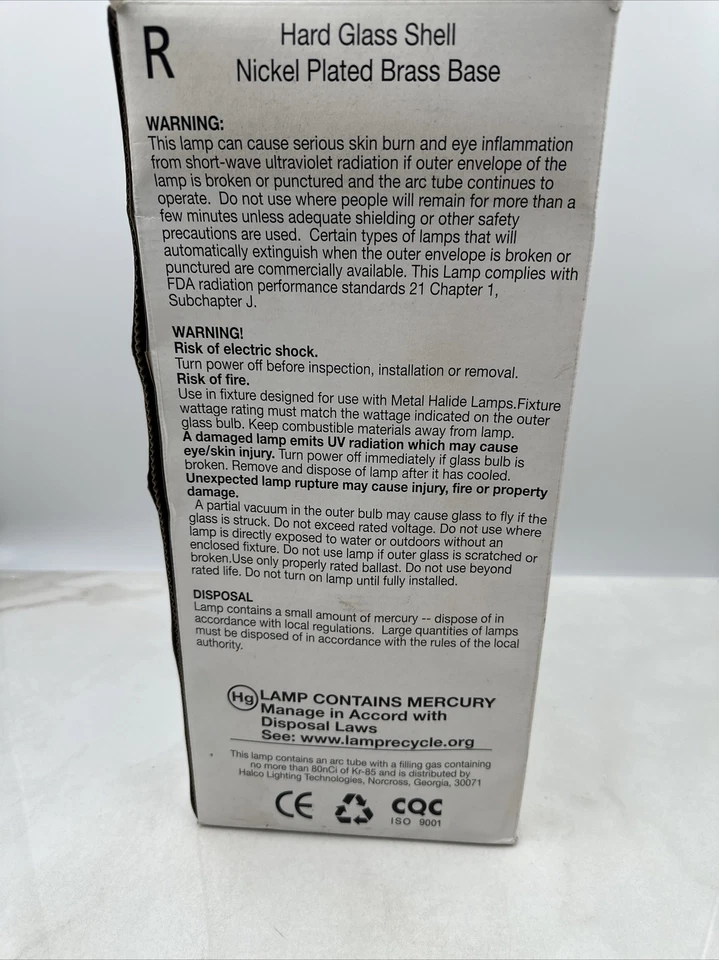 R
Hard Glass Shell
Nickel Plated Brass Base
WARNING:
This lamp can cause serious skin burn and eye inflammation
from short-wave ultraviolet radiation if outer envelope of the
lamp is broken or punctured and the arc tube continues to
operate. Do not use where people will remain for more than a
few minutes unless adequate shielding or other safety
precautions are used. Certain types of lamps that will
automatically extinguish when the outer envelope is broken or
punctured are commercially available. This Lamp complies with
FDA radiation performance standards 21 Chapter 1,
Subchapter J.
WARNING!
Risk of electric shock.
Turn power off before inspection, installation or removal.
Risk of fire.
Use in fixture designed for use with Metal Halide Lamps.Fixture
wattage rating must match the wattage indicated on the outer
glass bulb. Keep combustible materials away from lamp.
A damaged lamp emits UV radiation which may cause
eye/skin injury. Turn power off immediately if glass bulb is
broken. Remove and dispose of lamp after it has cooled.
Unexpected lamp rupture may cause injury, fire or property
damage.
A partial vacuum in the outer bulb may cause glass to fly if the
glass is struck. Do not exceed rated voltage. Do not use where
lamp is directly exposed to water or outdoors without an
enclosed fixture. Do not use lamp if outer glass is scratched or
broken.Use only properly rated ballast. Do not use beyond
rated life. Do not turn on lamp until fully installed.
DISPOSAL
Lamp contains a small amount of mercury -- dispose of in
accordance with local regulations. Large quantities of lamps
must be disposed of in accordance with the rules of the local
authority.
Hg LAMP CONTAINS MERCURY
Manage in Accord with
Disposal Laws
See: www.lamprecycle.org
This lamp contains an arc tube with a filling gas containing
no more than 80nCi of Kr-85 and is distributed by
Halco Lighting Technologies, Norcross, Georgia, 30071
CE CQC
ISO 9001